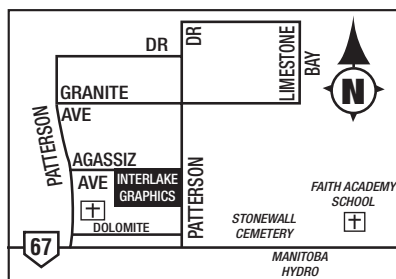 DR
DR
LIMESTONE
BAY
N
GRANITE
AVE
PATTERSON
AGASSIZ
AVE
INTERLAKE
GRAPHICS
PATTERSON
FAITH ACADEMY
SCHOOL
STONEWALL
CEMETERY
DOLOMITE
67
MANITOBA
HYDRO